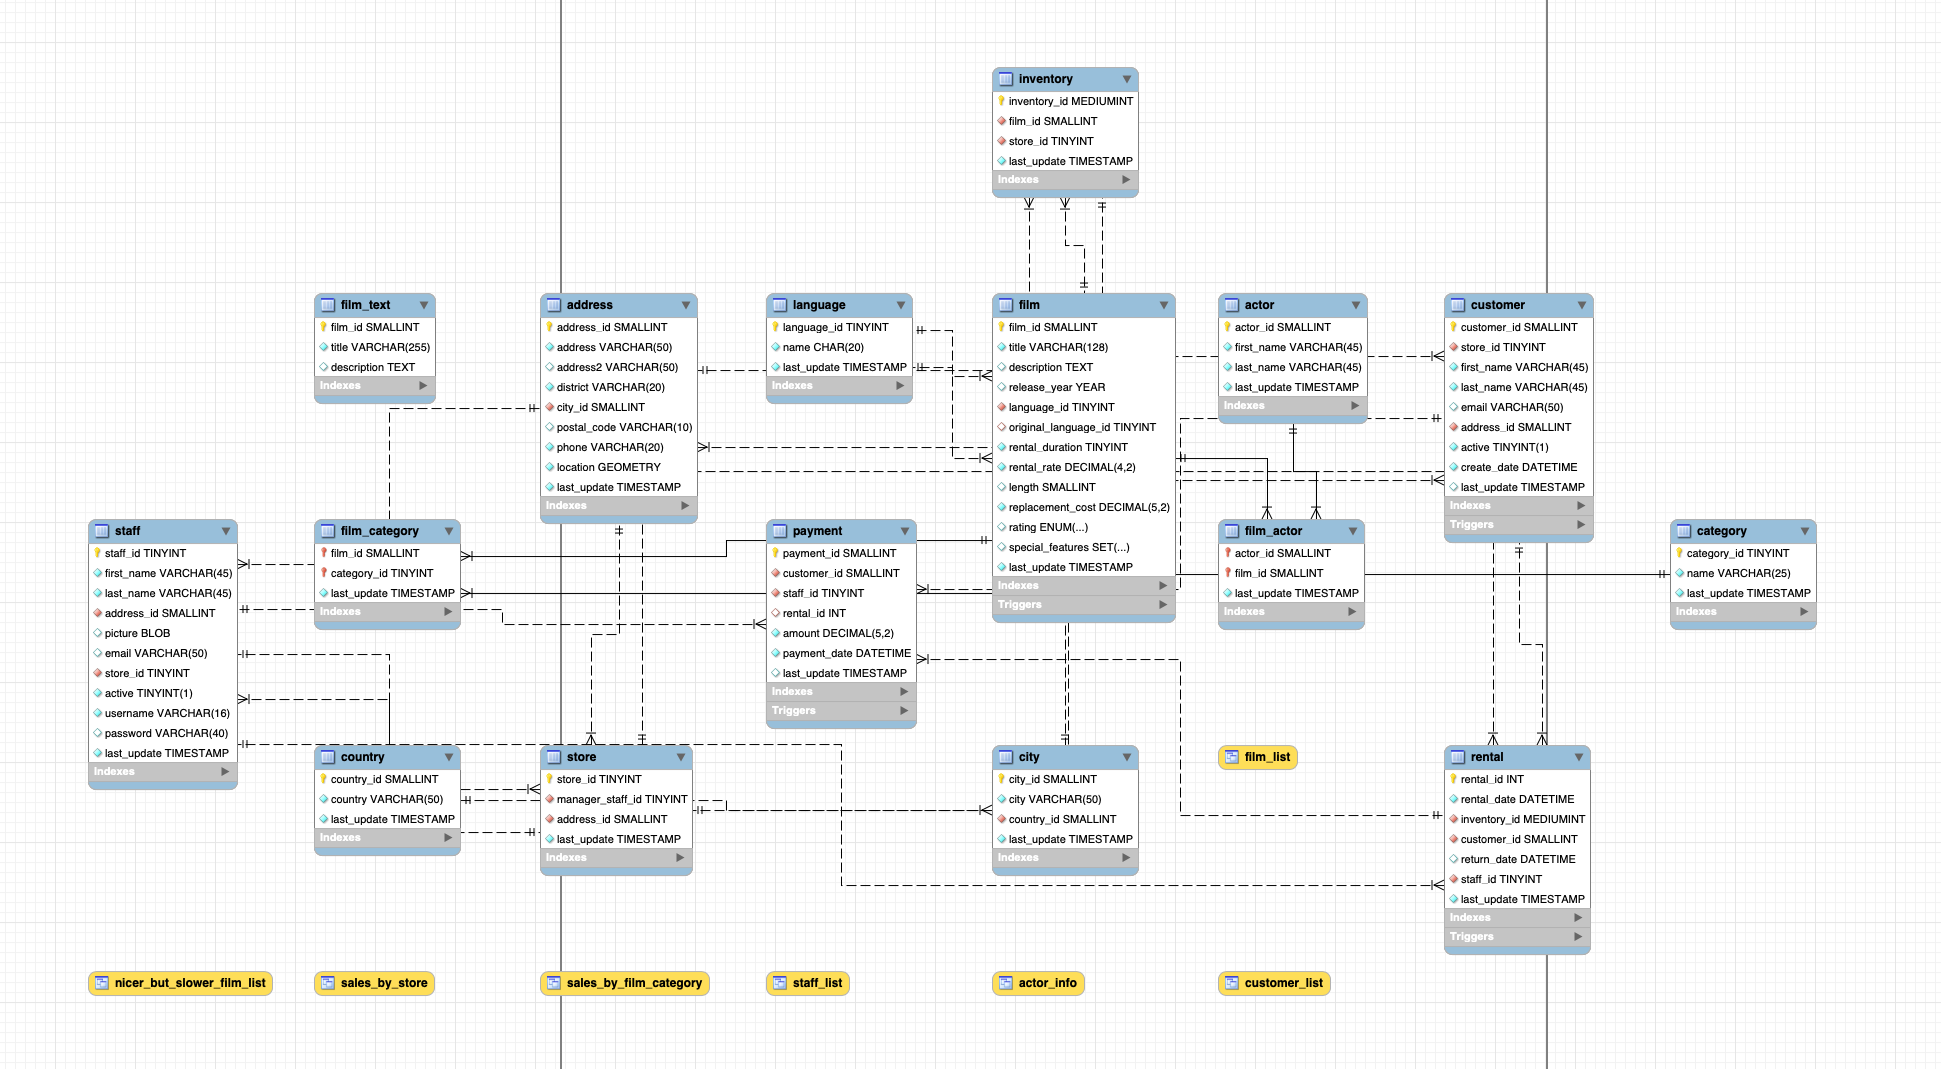 inventory
inventory_id MEDIUMINT
film_id SMALLINT
store_id TINYINT
last_update TIMESTAMP
Indexes
film_text
film_id SMALLINT
title VARCHAR(255)
description TEXT
Indexes
address
address_id SMALLINT
address VARCHAR(50)
address2 VARCHAR(50)
district VARCHAR(20)
city_id SMALLINT
postal_code VARCHAR(10)
phone VARCHAR(20)
location GEOMETRY
last_update TIMESTAMP
Indexes
language
language_id TINYINT
name CHAR(20)
last_update TIMESTAMP
Indexes
film
film_id SMALLINT
title VARCHAR(128)
description TEXT
release_year YEAR
language_id TINYINT
original_language_id TINYINT
rental_duration TINYINT
rental_rate DECIMAL(4,2)
length SMALLINT
replacement_cost DECIMAL(5,2)
rating ENUM(...)
special_features SET(...)
last_update TIMESTAMP
Indexes
Triggers
actor
actor_id SMALLINT
first_name VARCHAR(45)
last_name VARCHAR(45)
last_update TIMESTAMP
Indexes
customer
customer_id SMALLINT
store_id TINYINT
first_name VARCHAR(45)
last_name VARCHAR(45)
email VARCHAR(50)
address_id SMALLINT
active TINYINT(1)
create_date DATETIME
last_update TIMESTAMP
Indexes
Triggers
staff
staff_id TINYINT
first_name VARCHAR(45)
last_name VARCHAR(45)
address_id SMALLINT
picture BLOB
email VARCHAR(50)
store_id TINYINT
active TINYINT(1)
username VARCHAR(16)
password VARCHAR(40)
last_update TIMESTAMP
Indexes
film_category
film_id SMALLINT
category_id TINYINT
last_update TIMESTAMP
Indexes
payment
payment_id SMALLINT
customer_id SMALLINT
staff_id TINYINT
rental_id INT
amount DECIMAL(5,2)
payment_date DATETIME
last_update TIMESTAMP
Indexes
Triggers
film_actor
actor_id SMALLINT
film_id SMALLINT
last_update TIMESTAMP
Indexes
category
category_id TINYINT
name VARCHAR(25)
last_update TIMESTAMP
Indexes
country
country_id SMALLINT
country VARCHAR(50)
last_update TIMESTAMP
Indexes
store
store_id TINYINT
manager_staff_id TINYINT
address_id SMALLINT
last_update TIMESTAMP
Indexes
city
city_id SMALLINT
city VARCHAR(50)
country_id SMALLINT
last_update TIMESTAMP
Indexes
film_list
rental
rental_id INT
rental_date DATETIME
inventory_id MEDIUMINT
customer_id SMALLINT
return_date DATETIME
staff_id TINYINT
last_update TIMESTAMP
Indexes
Triggers
nicer_but_slower_film_list
sales_by_store
sales_by_film_category
staff_list
actor_info
customer_list